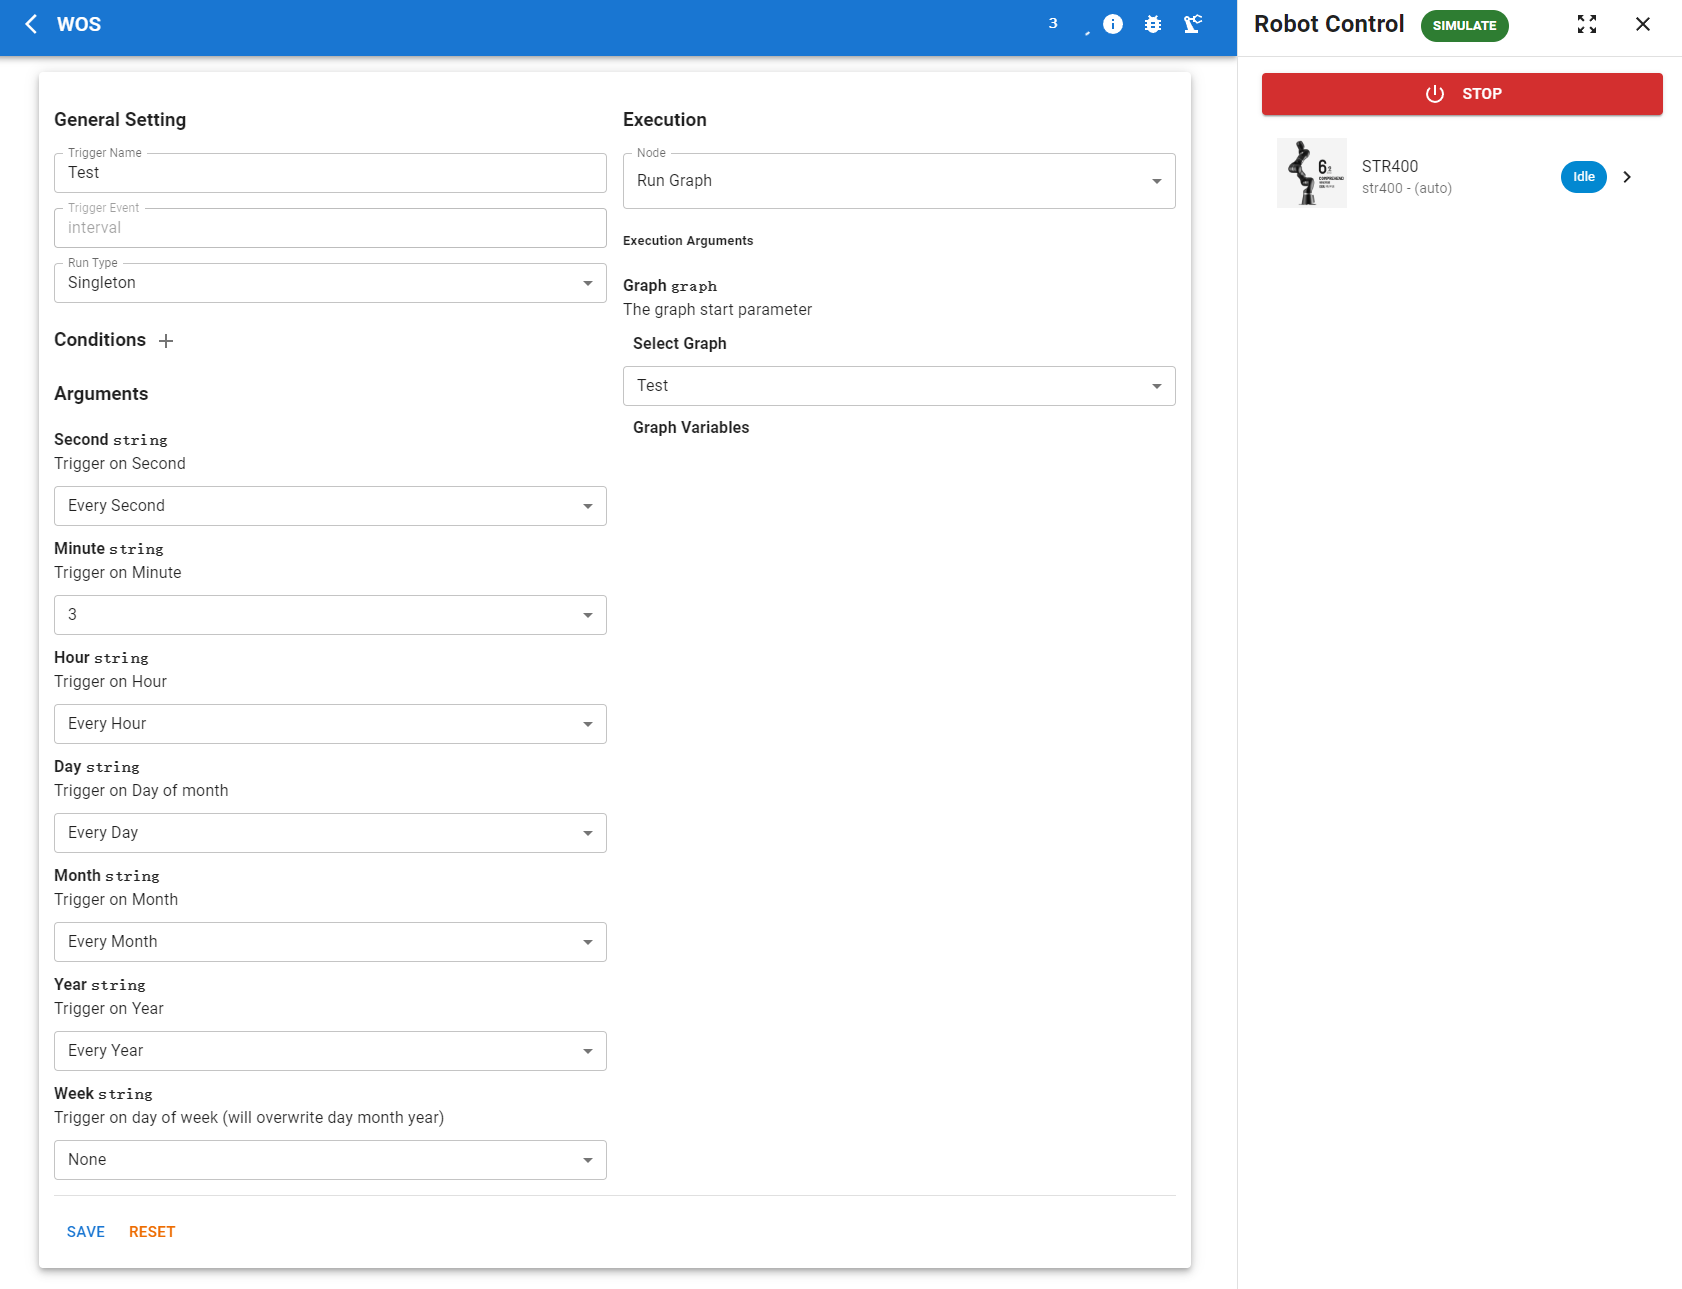 WOS
3
General Setting
Trigger Name
Test
Trigger Event
interval
Run Type
Singleton
Conditions
Arguments
Second string
Trigger on Second
Every Second
Minute string
Trigger on Minute
3
Hour string
Trigger on Hour
Every Hour
Day string
Trigger on Day of month
Every Day
Month string
Trigger on Month
Every Month
Year string
Trigger on Year
Every Year
Week string
Trigger on day of week (will overwrite day month year)
None
SAVE RESET
Execution
Node
Run Graph
Execution Arguments
Graph graph
The graph start parameter
Select Graph
Test
Graph Variables
Robot Control SIMULATE
STOP
6
COMPREHEND
STR400
str400 - (auto)
Idle